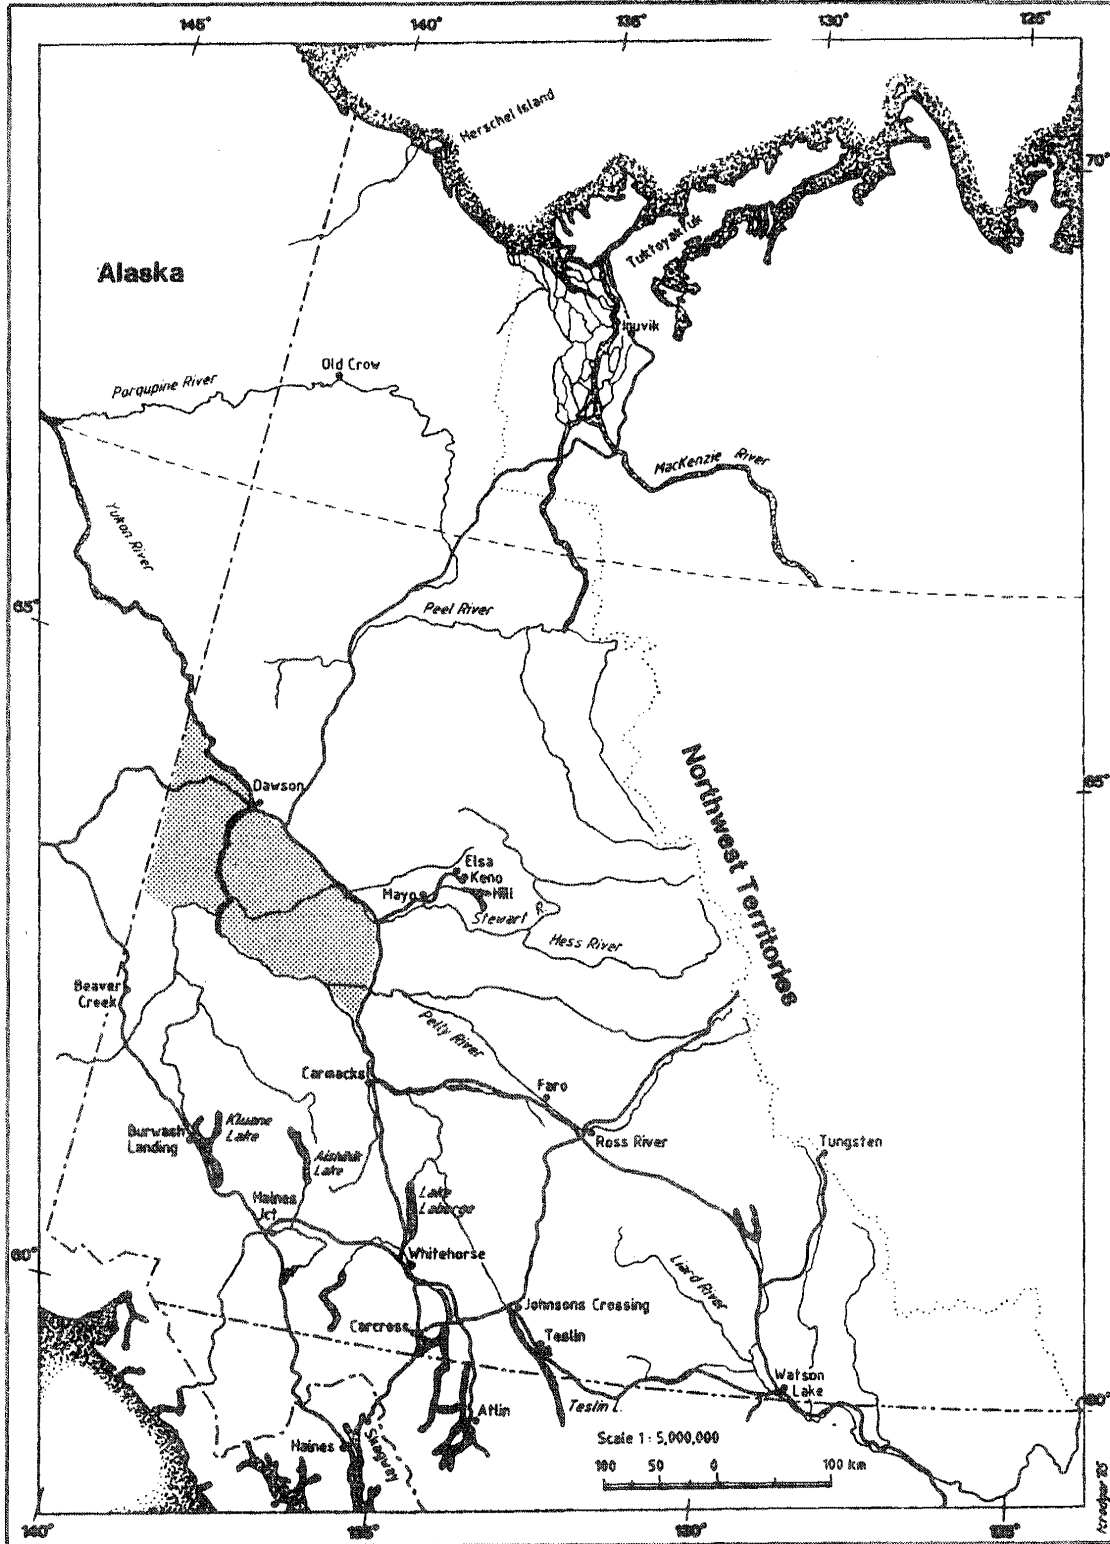 145°
140°
135°
130°
125°
Herschel Island
70°
Tuktoyaktuk
Alaska
Inuvik
Old Crow
Porqupine River
MacKenzie River
Yukon River
65°
Peel River
Northwest Territories
65°
Dawson
Elsa
Keno
Hill
Mayo
Stewart R
Hess River
Beaver
Creek
Pelly River
Carmacks
Faro
Burwash
Landing
Kluane
Lake
Aishihik
Lake
Ross River
Tungsten
Haines
Jct
Lake
Laberge
60°
Whitehorse
Liard River
Johnsons Crossing
Carcross
Teslin
Watson
Lake
60°
Teslin L
Atlin
Haines
Skagway
Scale 1 : 5,000,000
100 50 0 100 km
140°
135°
130°
125°